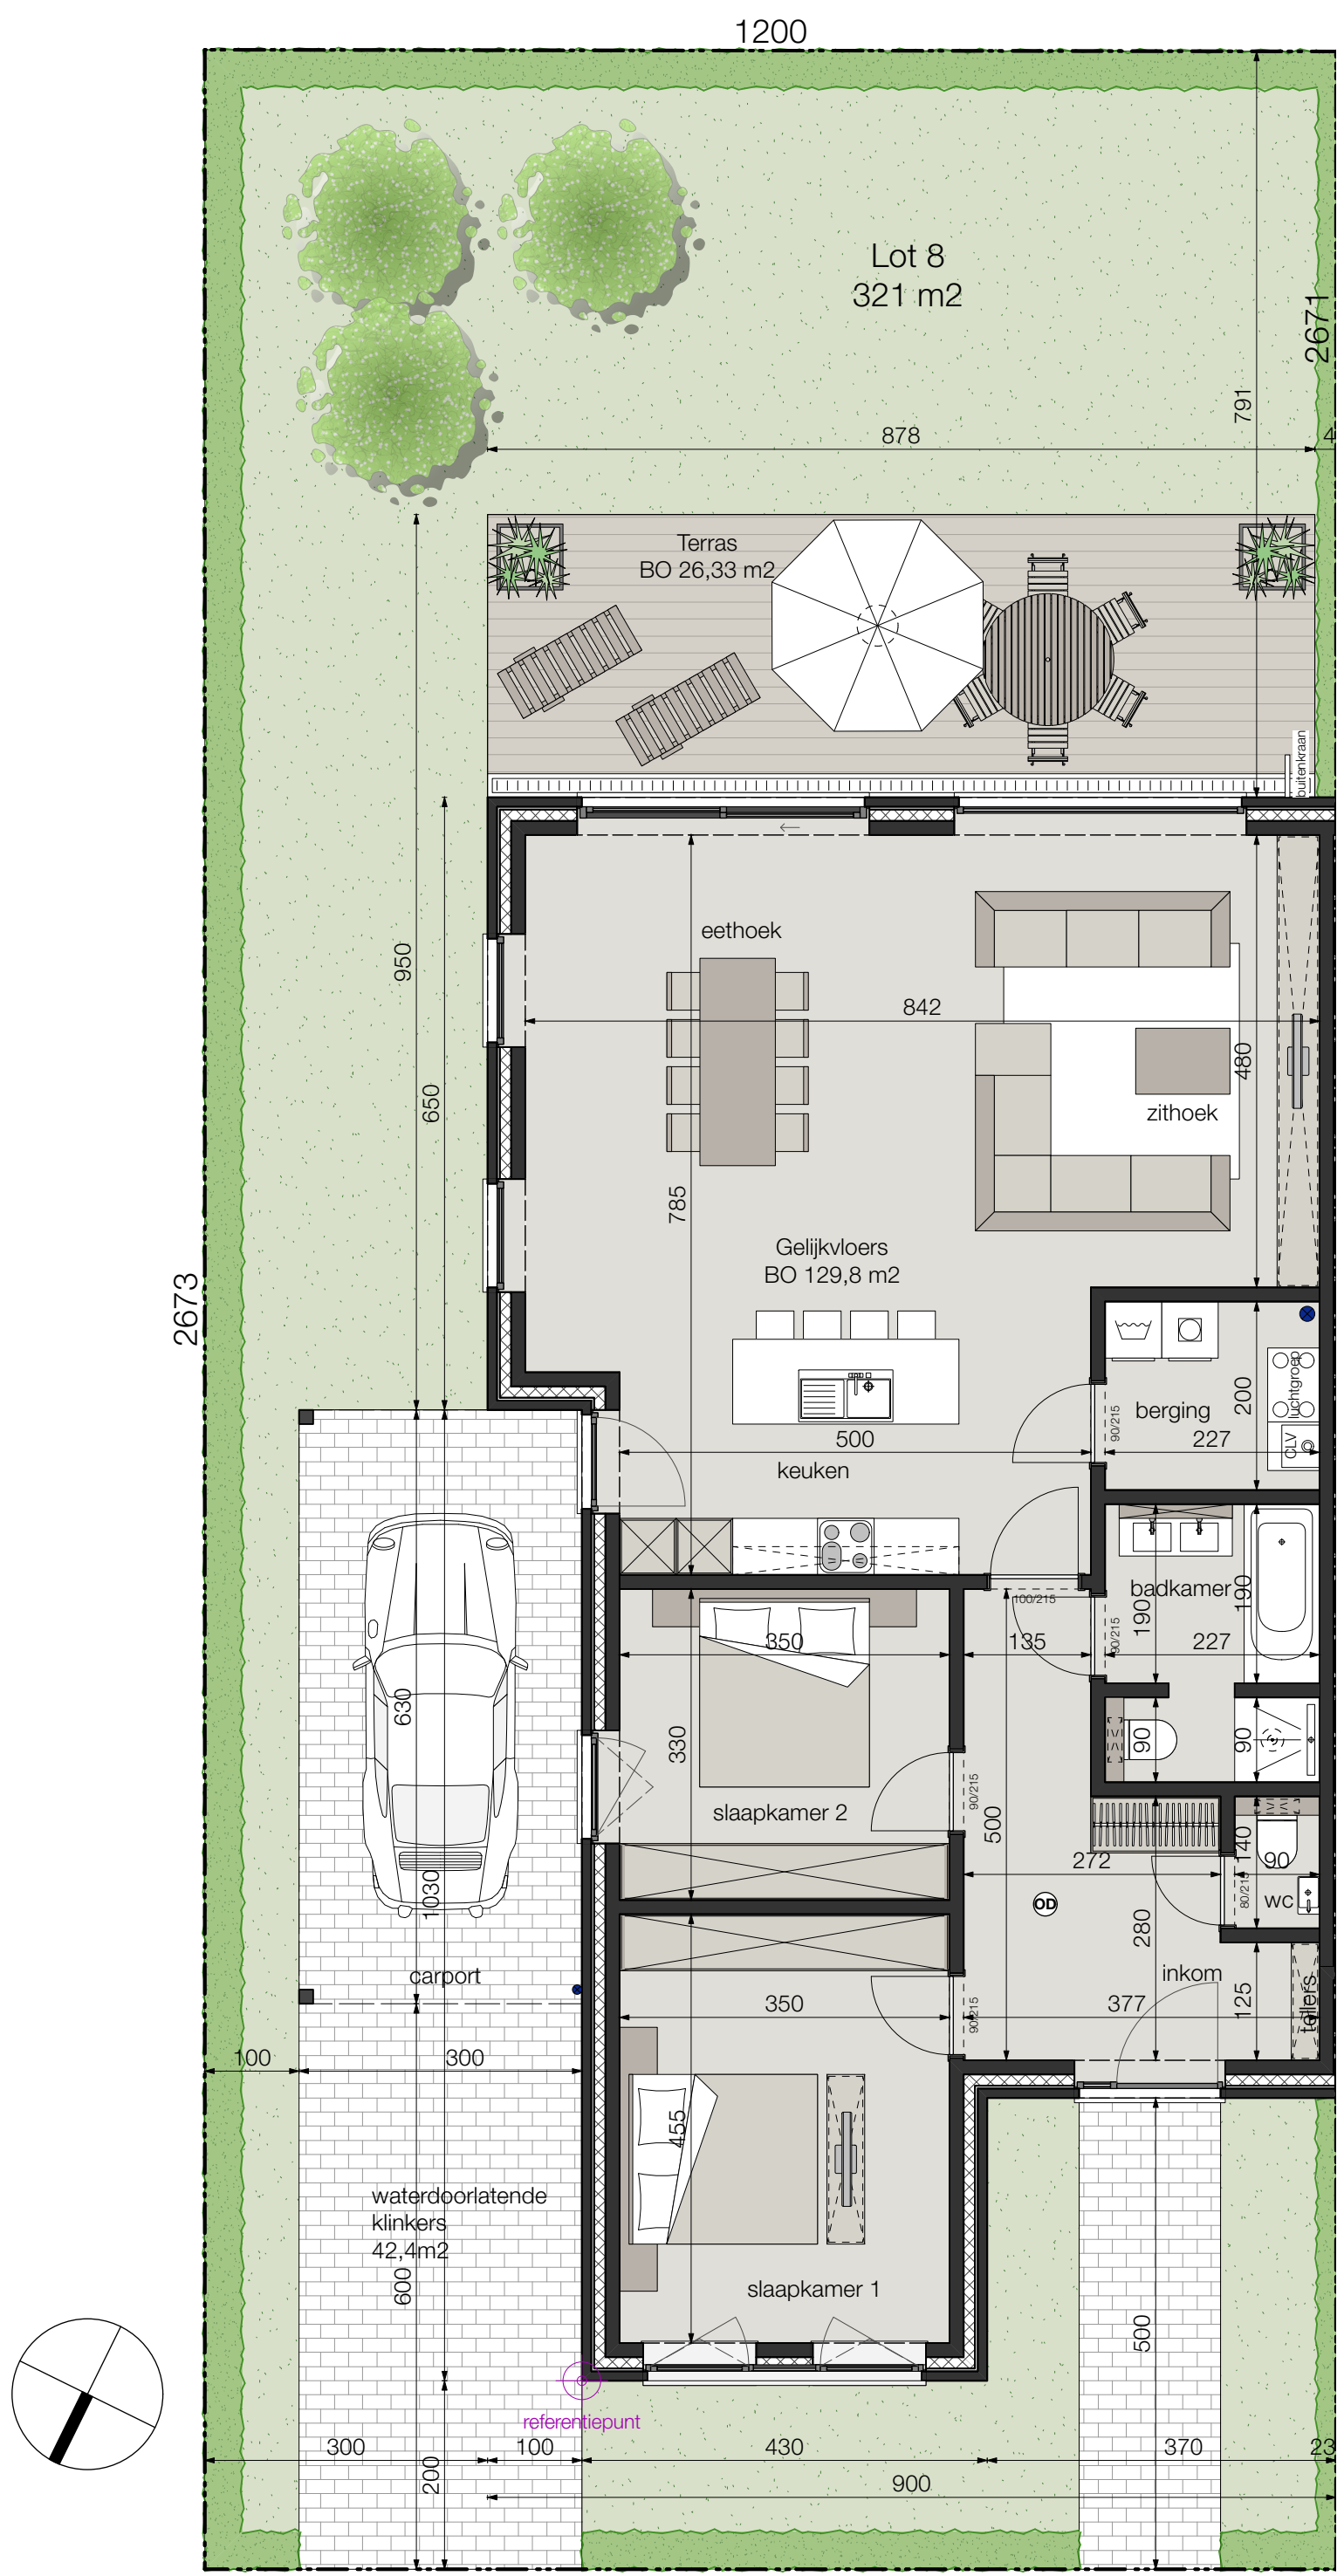 1200
Lot 8
321 m2
2671
791
878
4
Terras
BO 26,33 m2
buitenkraan
950
650
eethoek
842
480
zithoek
785
Gelijkvloers
BO 129,8 m2
2673
luchtgroep
berging
200
90/215
227
CLV
500
keuken
badkamer
190
190
100/215
90/215
350
135
227
630
330
90
90
slaapkamer 2
90/215
500
272
140
90
80/215
wc
1030
OD
280
carport
inkom
125
tellers
350
90/215
377
100
300
455
waterdoorlatende
klinkers
42,4m2
600
slaapkamer 1
500
referentiepunt
300
100
430
370
23
200
900